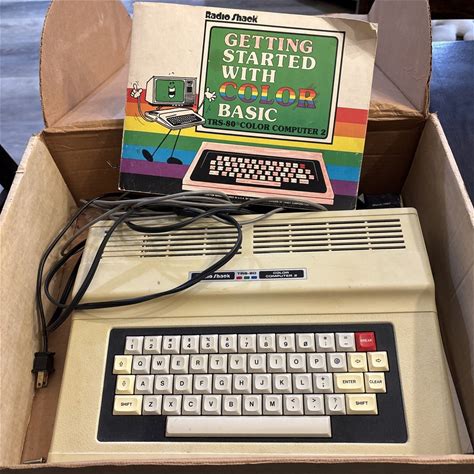 Radio Shack
GETTING
STARTED
WITH
COLOR
BASIC
TRS-80 COLOR COMPUTER 2
Radio Shack TRS-80 COLOR
COMPUTER 2
BREAK
Q W E R T Y U I O P
A S D F G H J K L ENTER CLEAR
SHIFT Z X C V B N M SHIFT